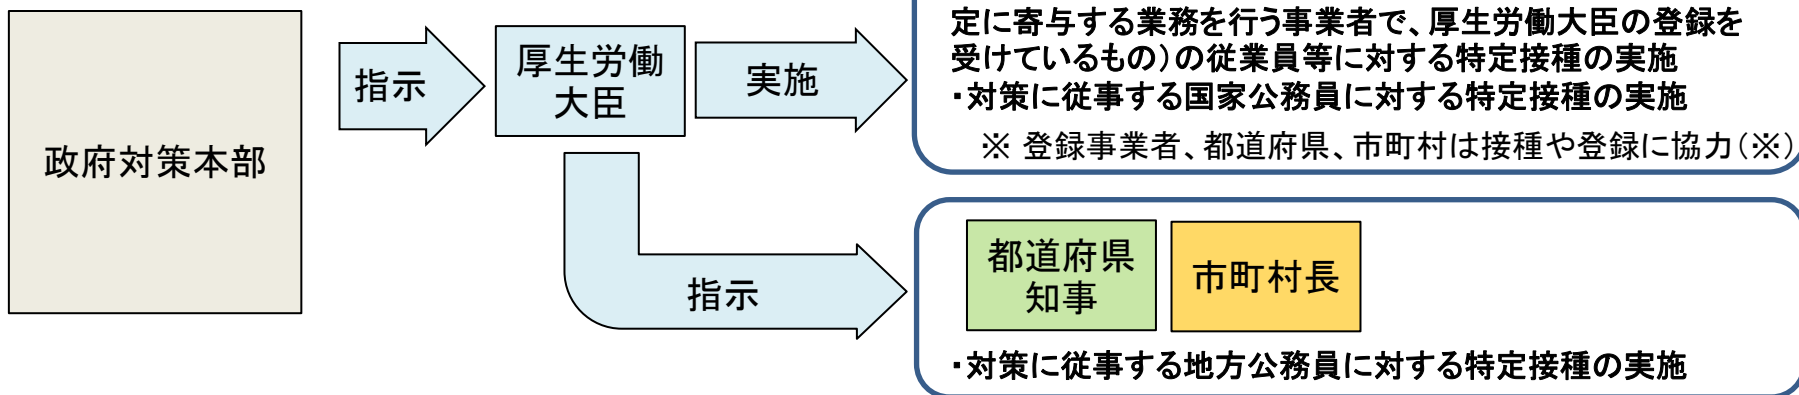 定に寄与する業務を行う事業者で、厚生労働大臣の登録を
受けているもの)の従業員等に対する特定接種の実施
・対策に従事する国家公務員に対する特定接種の実施
※ 登録事業者、都道府県、市町村は接種や登録に協力(※)
政府対策本部
指示
厚生労働
大臣
実施
指示
都道府県
知事
市町村長
・対策に従事する地方公務員に対する特定接種の実施